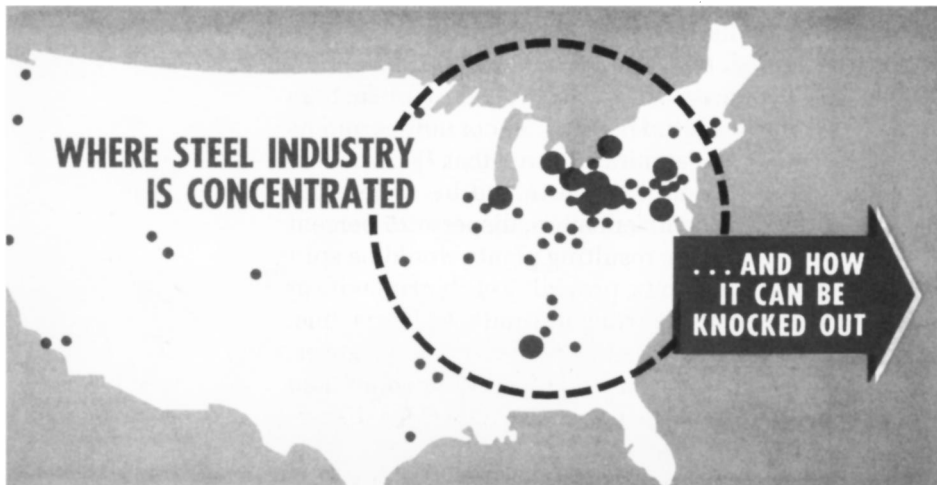 WHERE STEEL INDUSTRY
IS CONCENTRATED
...AND HOW
IT CAN BE
KNOCKED OUT